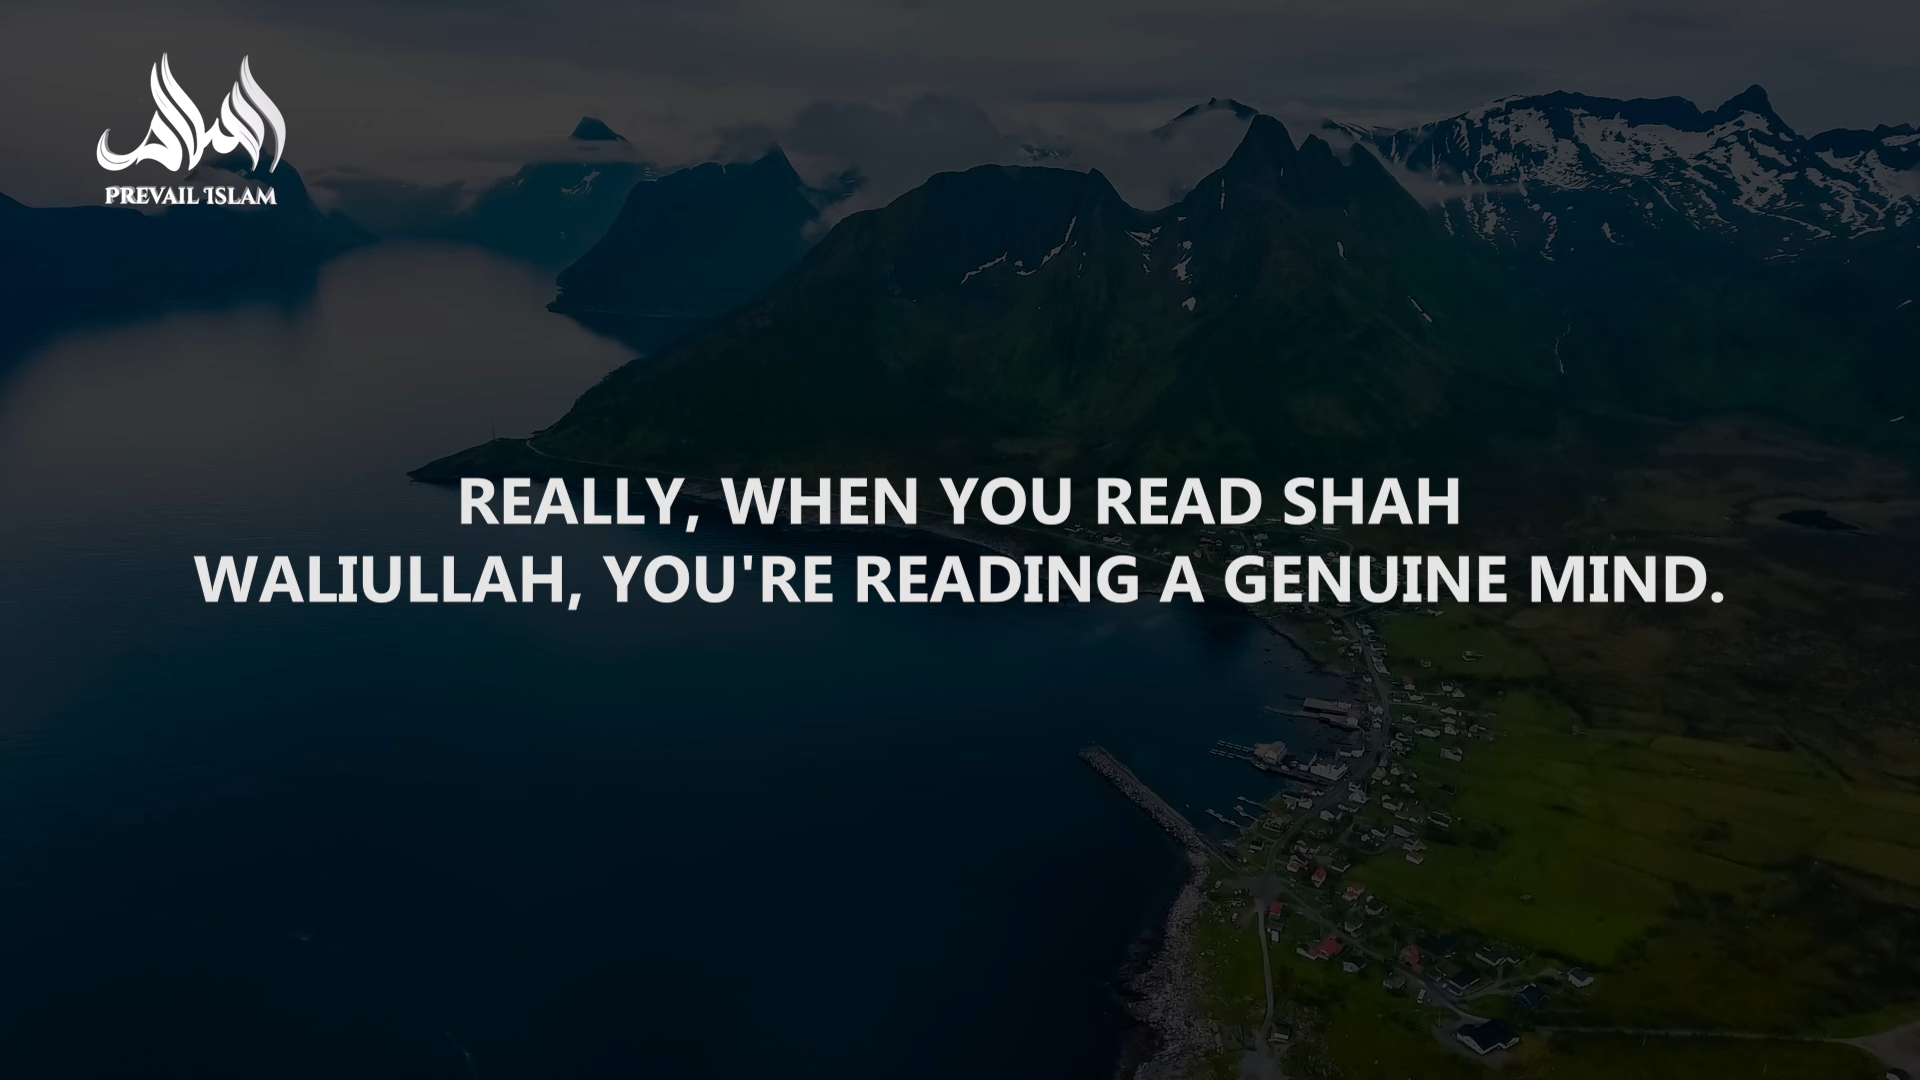 PREVAIL ISLAM
REALLY, WHEN YOU READ SHAH
WALIULLAH, YOU'RE READING A GENUINE MIND.